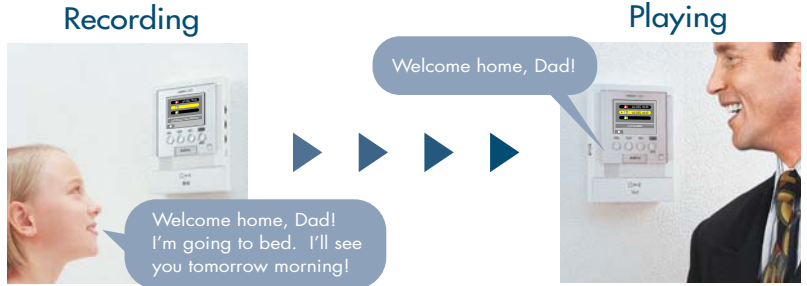 Recording
Playing
Welcome home, Dad!
Welcome home, Dad!
I'm going to bed.  I'll see
you tomorrow morning!